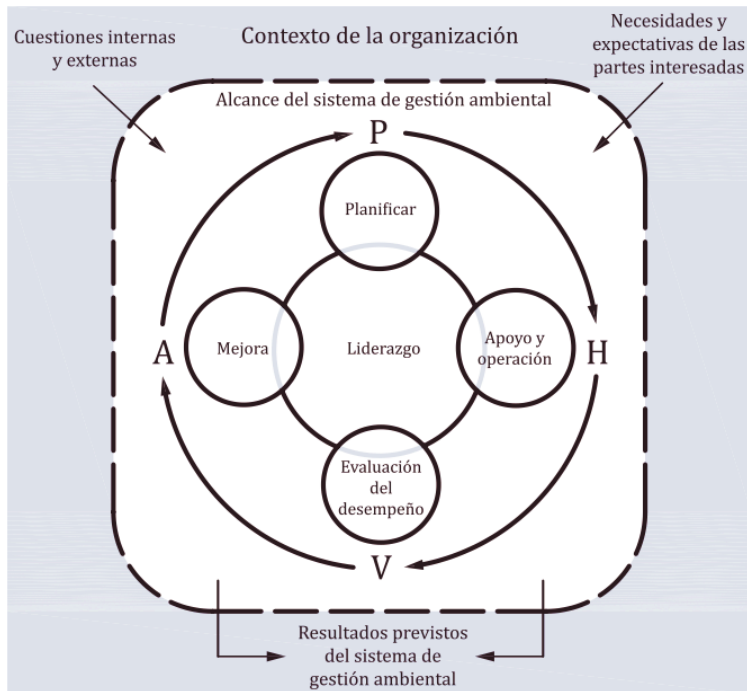 Cuestiones internas
y externas
Contexto de la organización
Necesidades y
expectativas de las
partes interesadas
Alcance del sistema de gestión ambiental
P
Planificar
A
Mejora
Liderazgo
Apoyo y
operación
H
Evaluación
del
desempeño
V
Resultados previstos
del sistema de
gestión ambiental